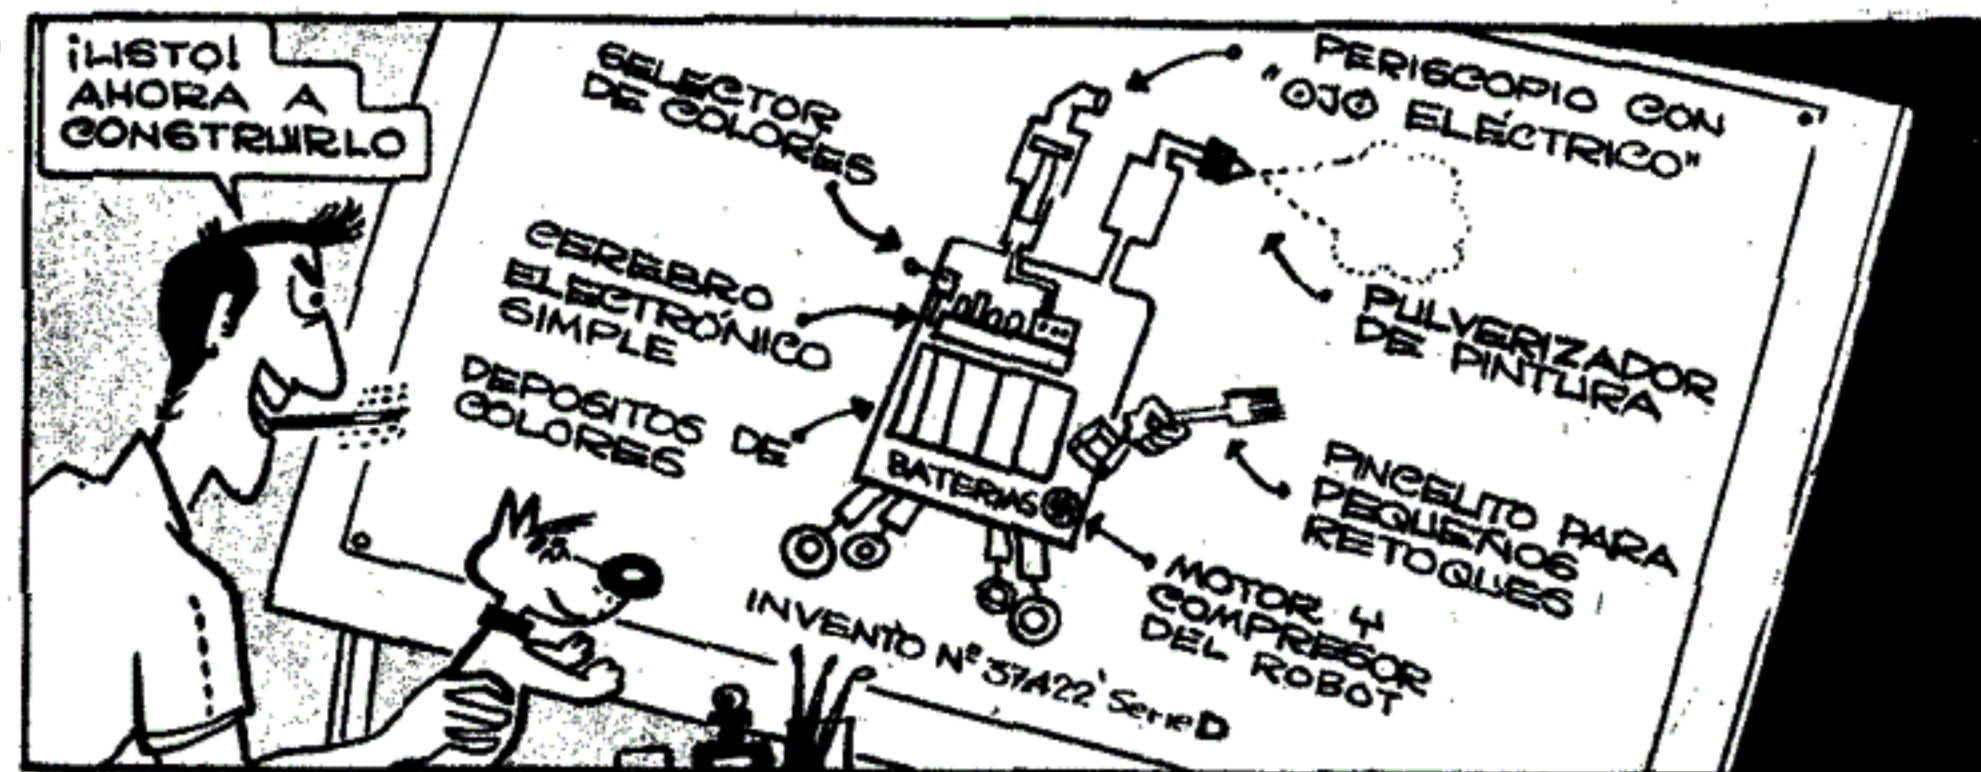 ¡LISTO!
AHORA A
CONSTRUIRLO
SELECTOR
DE COLORES
PERISCOPIO CON
"OJO ELÉCTRICO"
CEREBRO
ELECTRÓNICO
SIMPLE
PULVERIZADOR
DE PINTURA
DEPOSITOS DE
COLORES
BATERIAS
PINCELITO PARA
PEQUEÑOS
RETOQUES
MOTOR Y
COMPRESOR
DEL ROBOT
INVENTO Nº 37422' Serie D